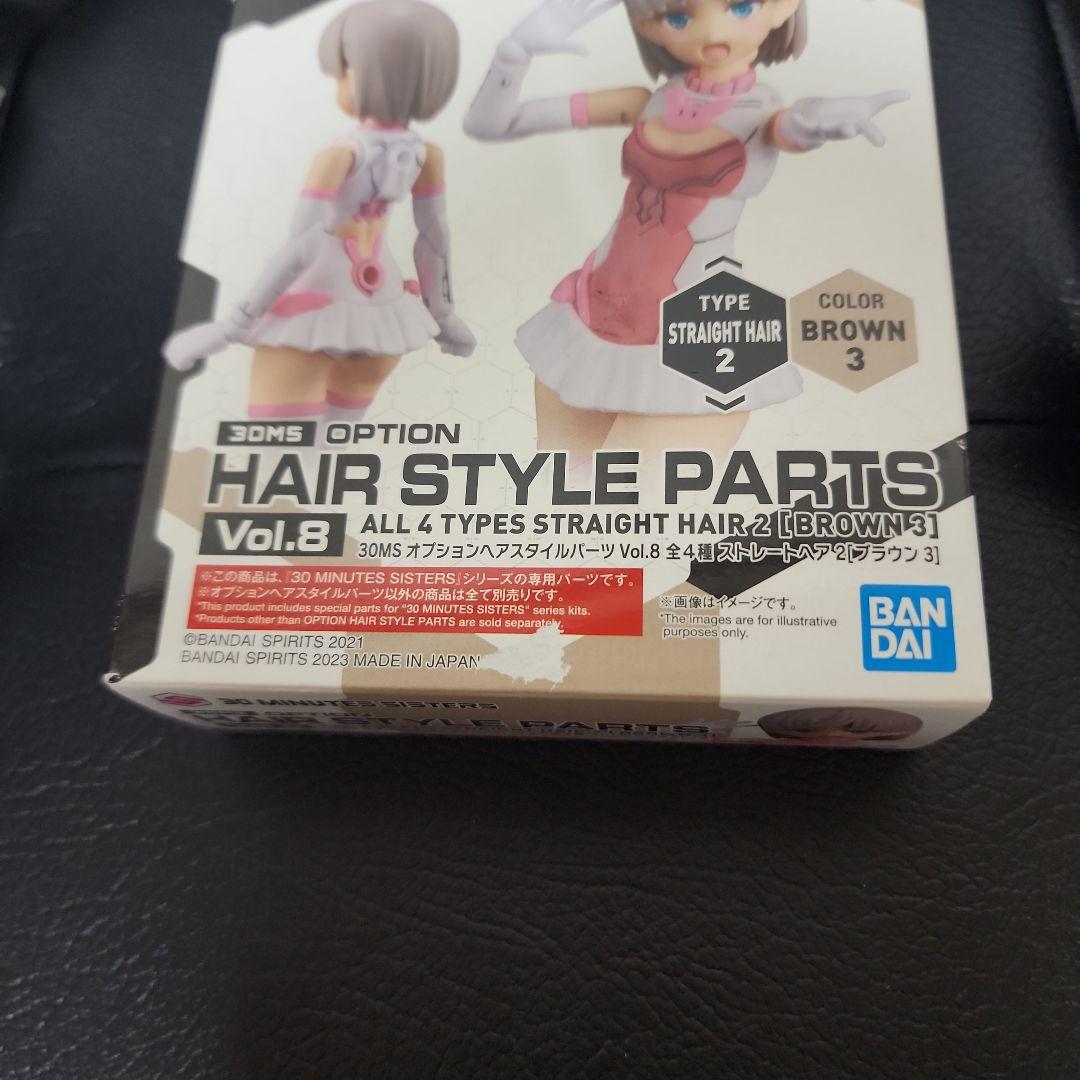 TYPE
STRAIGHT HAIR
2
COLOR
BROWN
3
30MS OPTION
HAIR STYLE PARTS
Vol.8 ALL 4 TYPES STRAIGHT HAIR 2 [BROWN 3]
30MS オプションヘアスタイルパーツ Vol.8 全4種 ストレートヘア 2[ブラウン 3]
※この商品は、『30 MINUTES SISTERS』シリーズの専用パーツです。
※オプションヘアスタイルパーツ以外の商品は全て別売りです。
*This product includes special parts for "30 MINUTES SISTERS" series kits.
*Products other than OPTION HAIR STYLE PARTS are sold separately.
※画像はイメージです。
*The images are for illustrative
purposes only.
BAN
DAI
©BANDAI SPIRITS 2021
BANDAI SPIRITS 2023 MADE IN JAPAN
30 MINUTES SISTERS
HAIR STYLE PARTS